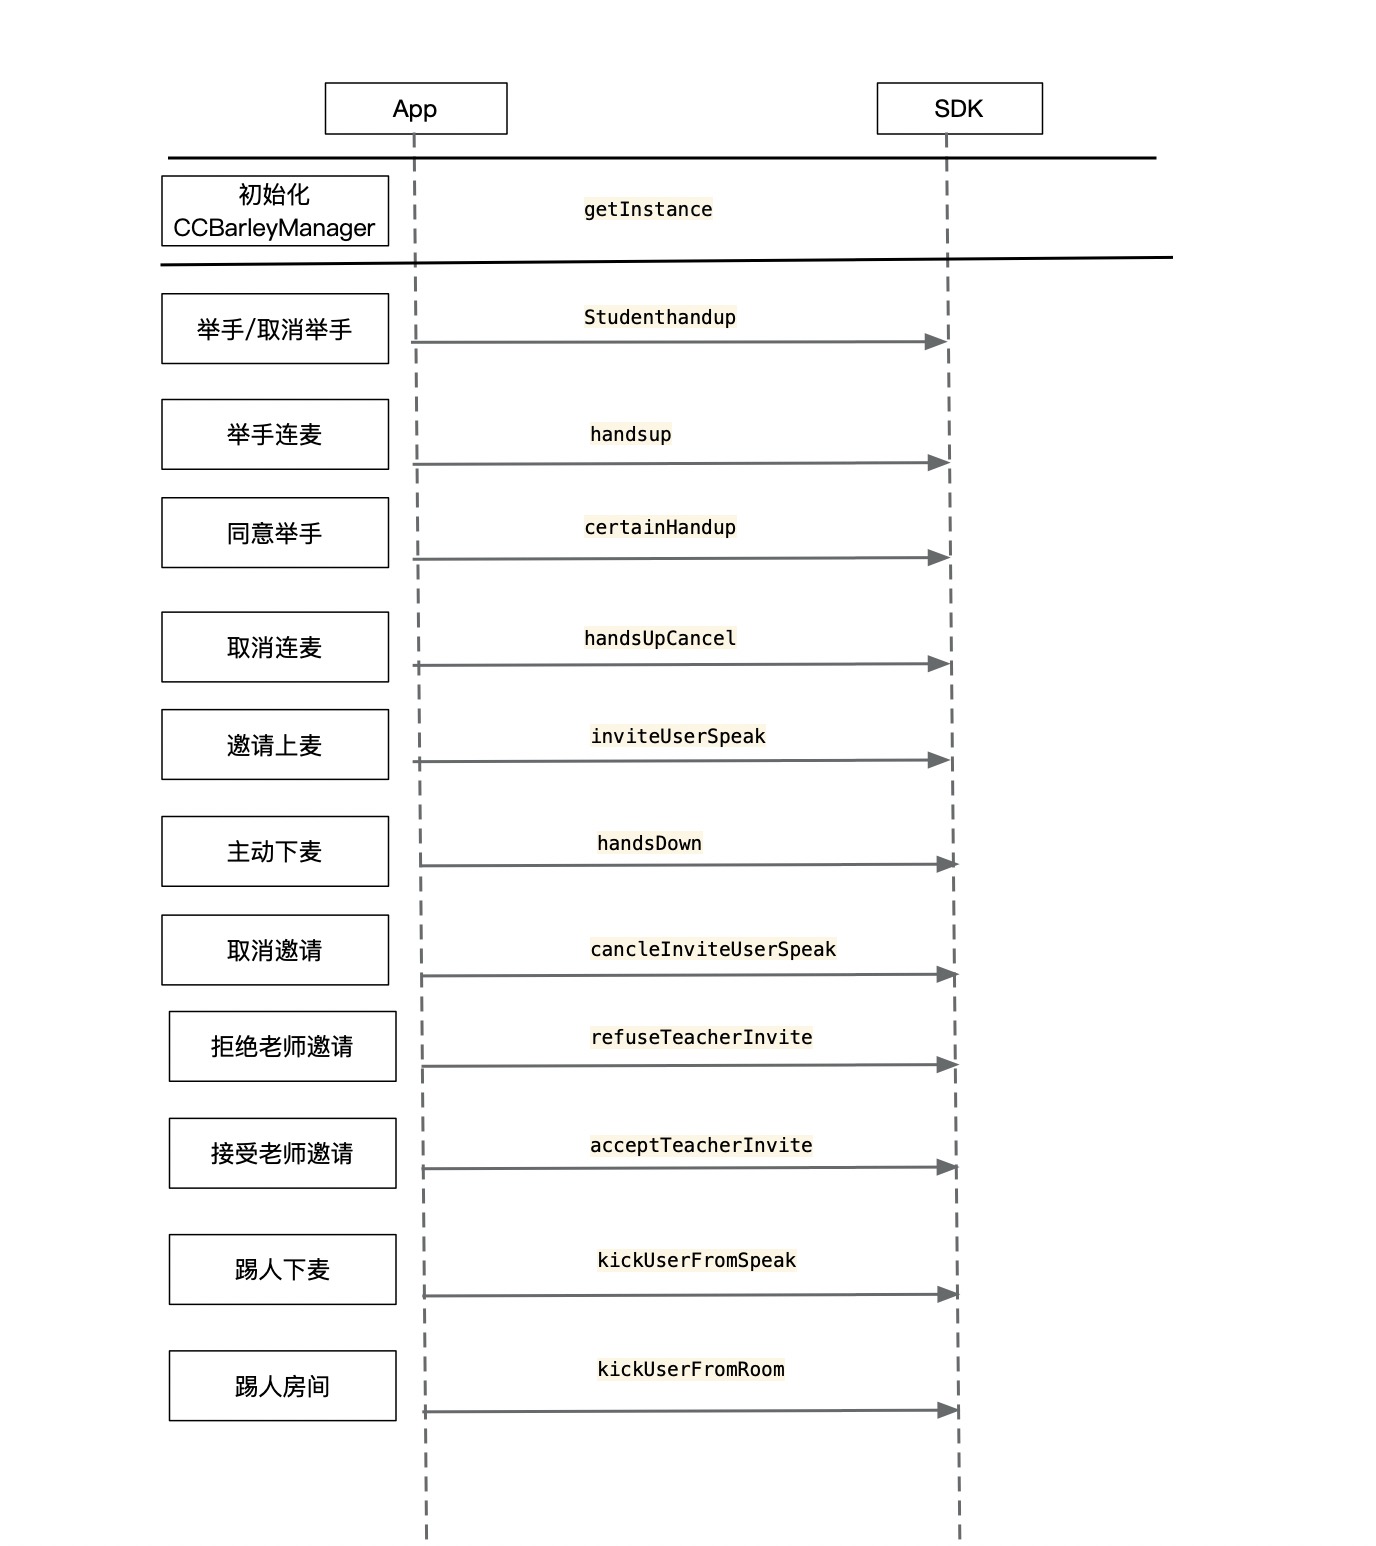 App
SDK
初始化
CCBarleyManager
getInstance
举手/取消举手
Studenthandup
举手连麦
handsup
同意举手
certainHandup
取消连麦
handsUpCancel
邀请上麦
inviteUserSpeak
主动下麦
handsDown
取消邀请
cancleInviteUserSpeak
拒绝老师邀请
refuseTeacherInvite
接受老师邀请
acceptTeacherInvite
踢人下麦
kickUserFromSpeak
踢人房间
kickUserFromRoom